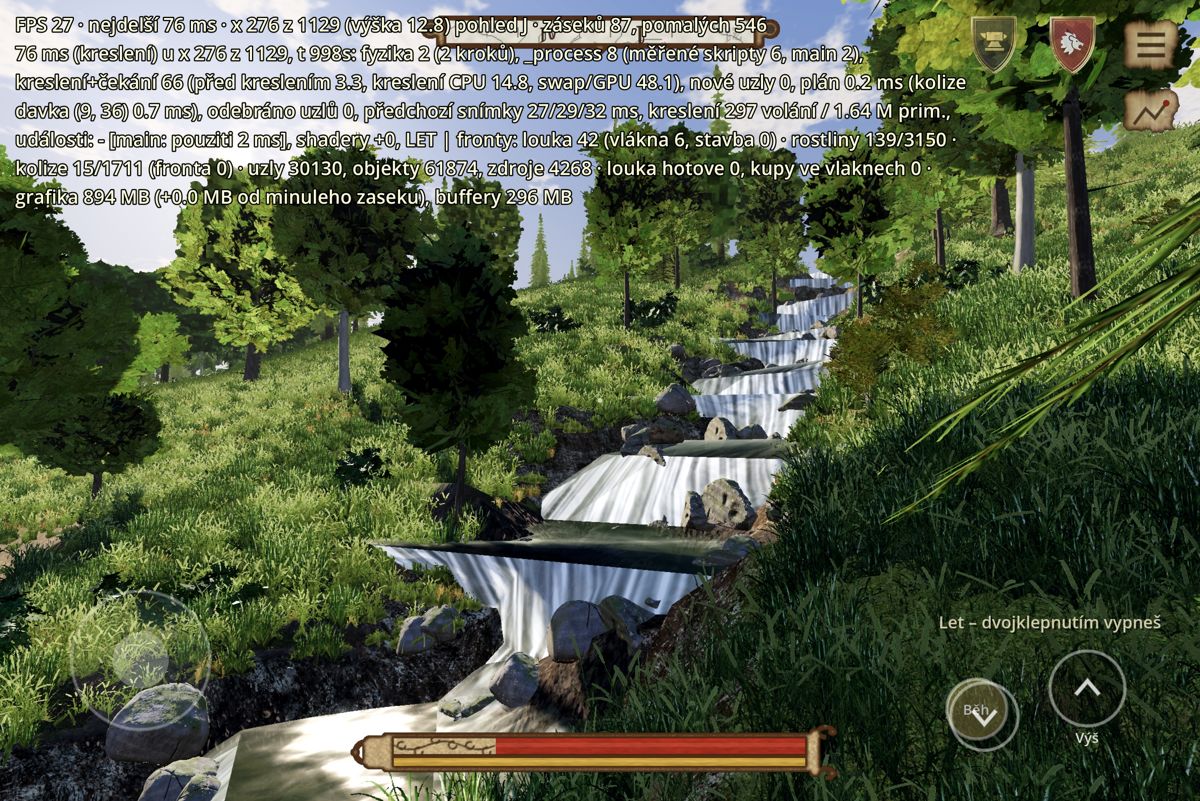 FPS 27 · nejdelší 76 ms · x 276 z 1129 (výška 12.8) pohled J · záseků 87, pomalých 546
76 ms (kreslení) u x 276 z 1129, t 998s: fyzika 2 (2 kroků), _process 8 (měřené skripty 6, main 2),
kreslení+čekání 66 (před kreslením 3.3, kreslení CPU 14.8, swap/GPU 48.1), nové uzly 0, plán 0.2 ms (kolize
davka (9, 36) 0.7 ms), odebráno uzlů 0, předchozí snímky 27/29/32 ms, kreslení 297 volání / 1.64 M prim.,
události: - [main: pouziti 2 ms], shadery +0, LET | fronty: louka 42 (vlákna 6, stavba 0) · rostliny 139/3150 ·
kolize 15/1711 (fronta 0) · uzly 30130, objekty 61874, zdroje 4268 · louka hotove 0, kupy ve vlaknech 0 ·
grafika 894 MB (+0.0 MB od minuleho zaseku), buffery 296 MB
Let – dvojklepnutím vypneš
Běh
Výš